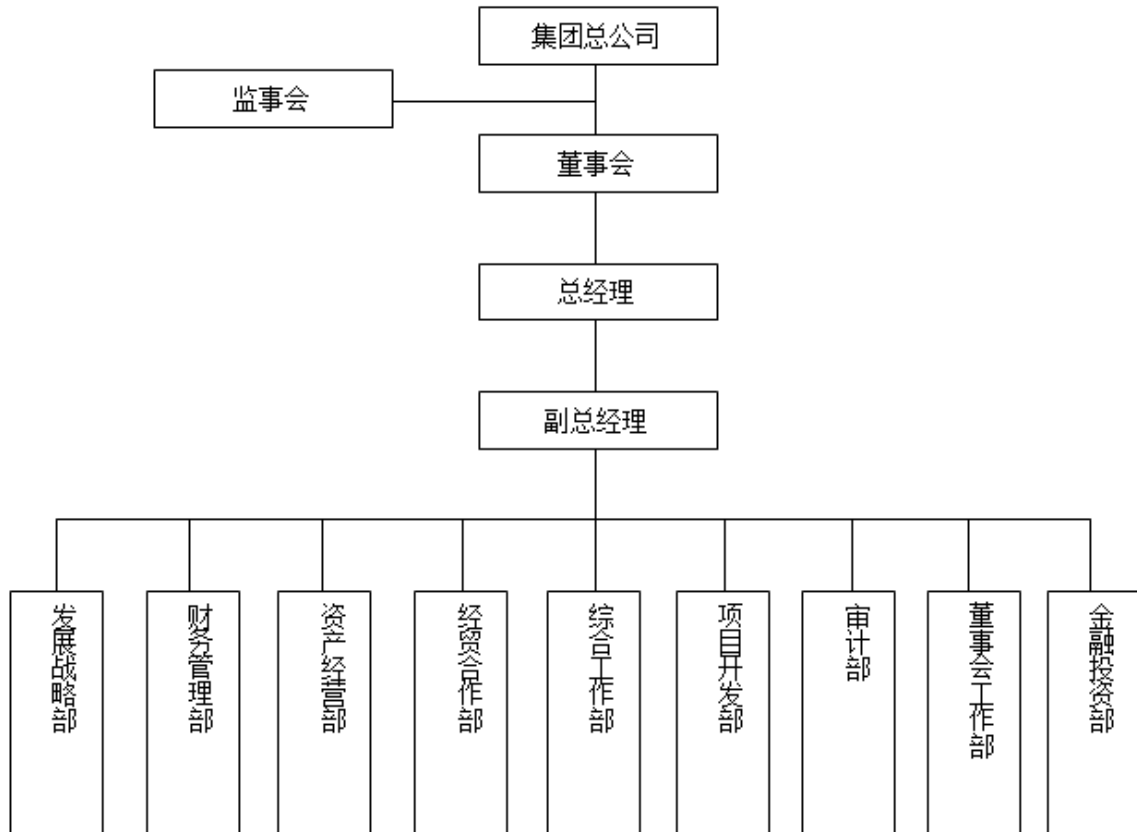 集团总公司
监事会
董事会
总经理
副总经理
发展战略部
财务管理部
资产经营部
经贸合作部
综合工作部
项目开发部
审计部
董事会工作部
金融投资部